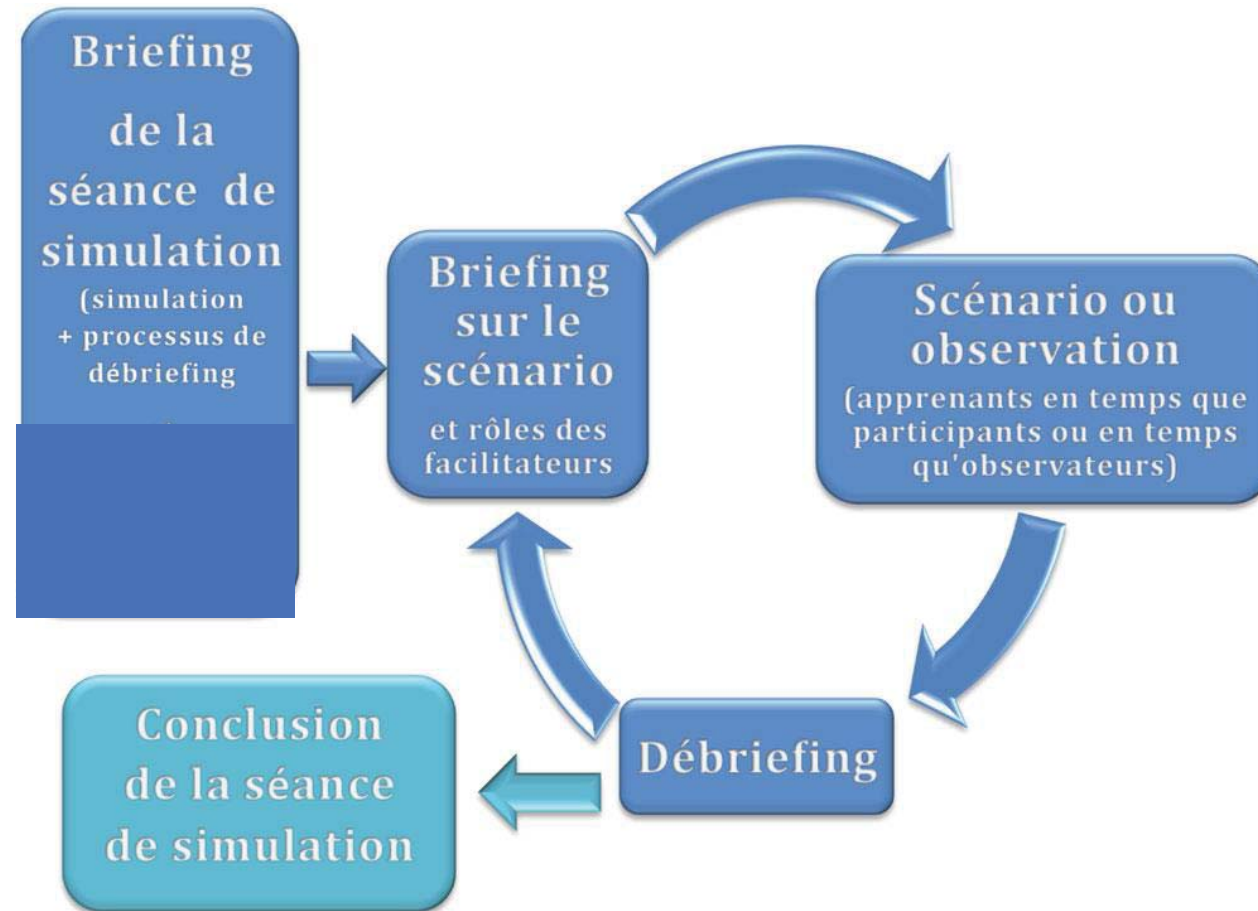 Briefing
de la
séance de
simulation
(simulation
+ processus de
débriefing
Briefing
sur le
scénario
et rôles des
facilitateurs
Scénario ou
observation
(apprenants en temps que
participants ou en temps
qu'observateurs)
Débriefing
Conclusion
de la séance
de simulation